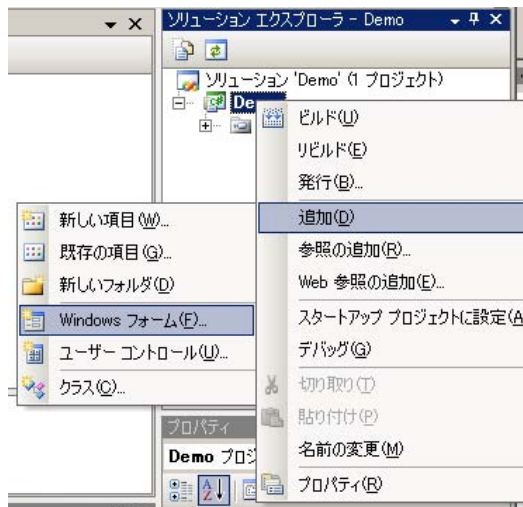 ソリューション エクスプローラ - Demo
ソリューション 'Demo' (1 プロジェクト)
De
ビルド(U)
リビルド(E)
発行(B)...
追加(D)
参照の追加(R)...
Web 参照の追加(E)...
スタートアップ プロジェクトに設定(A
デバッグ(G)
切り取り(T)
貼り付け(P)
名前の変更(M)
プロパティ(R)
新しい項目(W)...
既存の項目(G)...
新しいフォルダ(D)
Windows フォーム(F)...
ユーザー コントロール(U)...
クラス(C)...
プロパティ
Demo プロジ